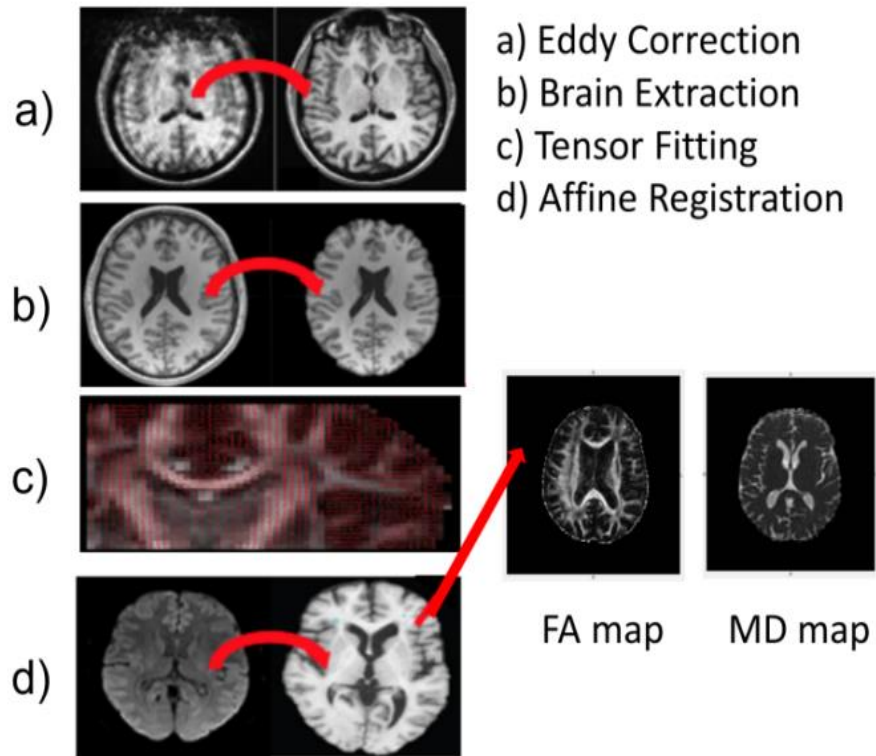 a) Eddy Correction
b) Brain Extraction
c) Tensor Fitting
d) Affine Registration
a)
b)
c)
d)
FA map
MD map